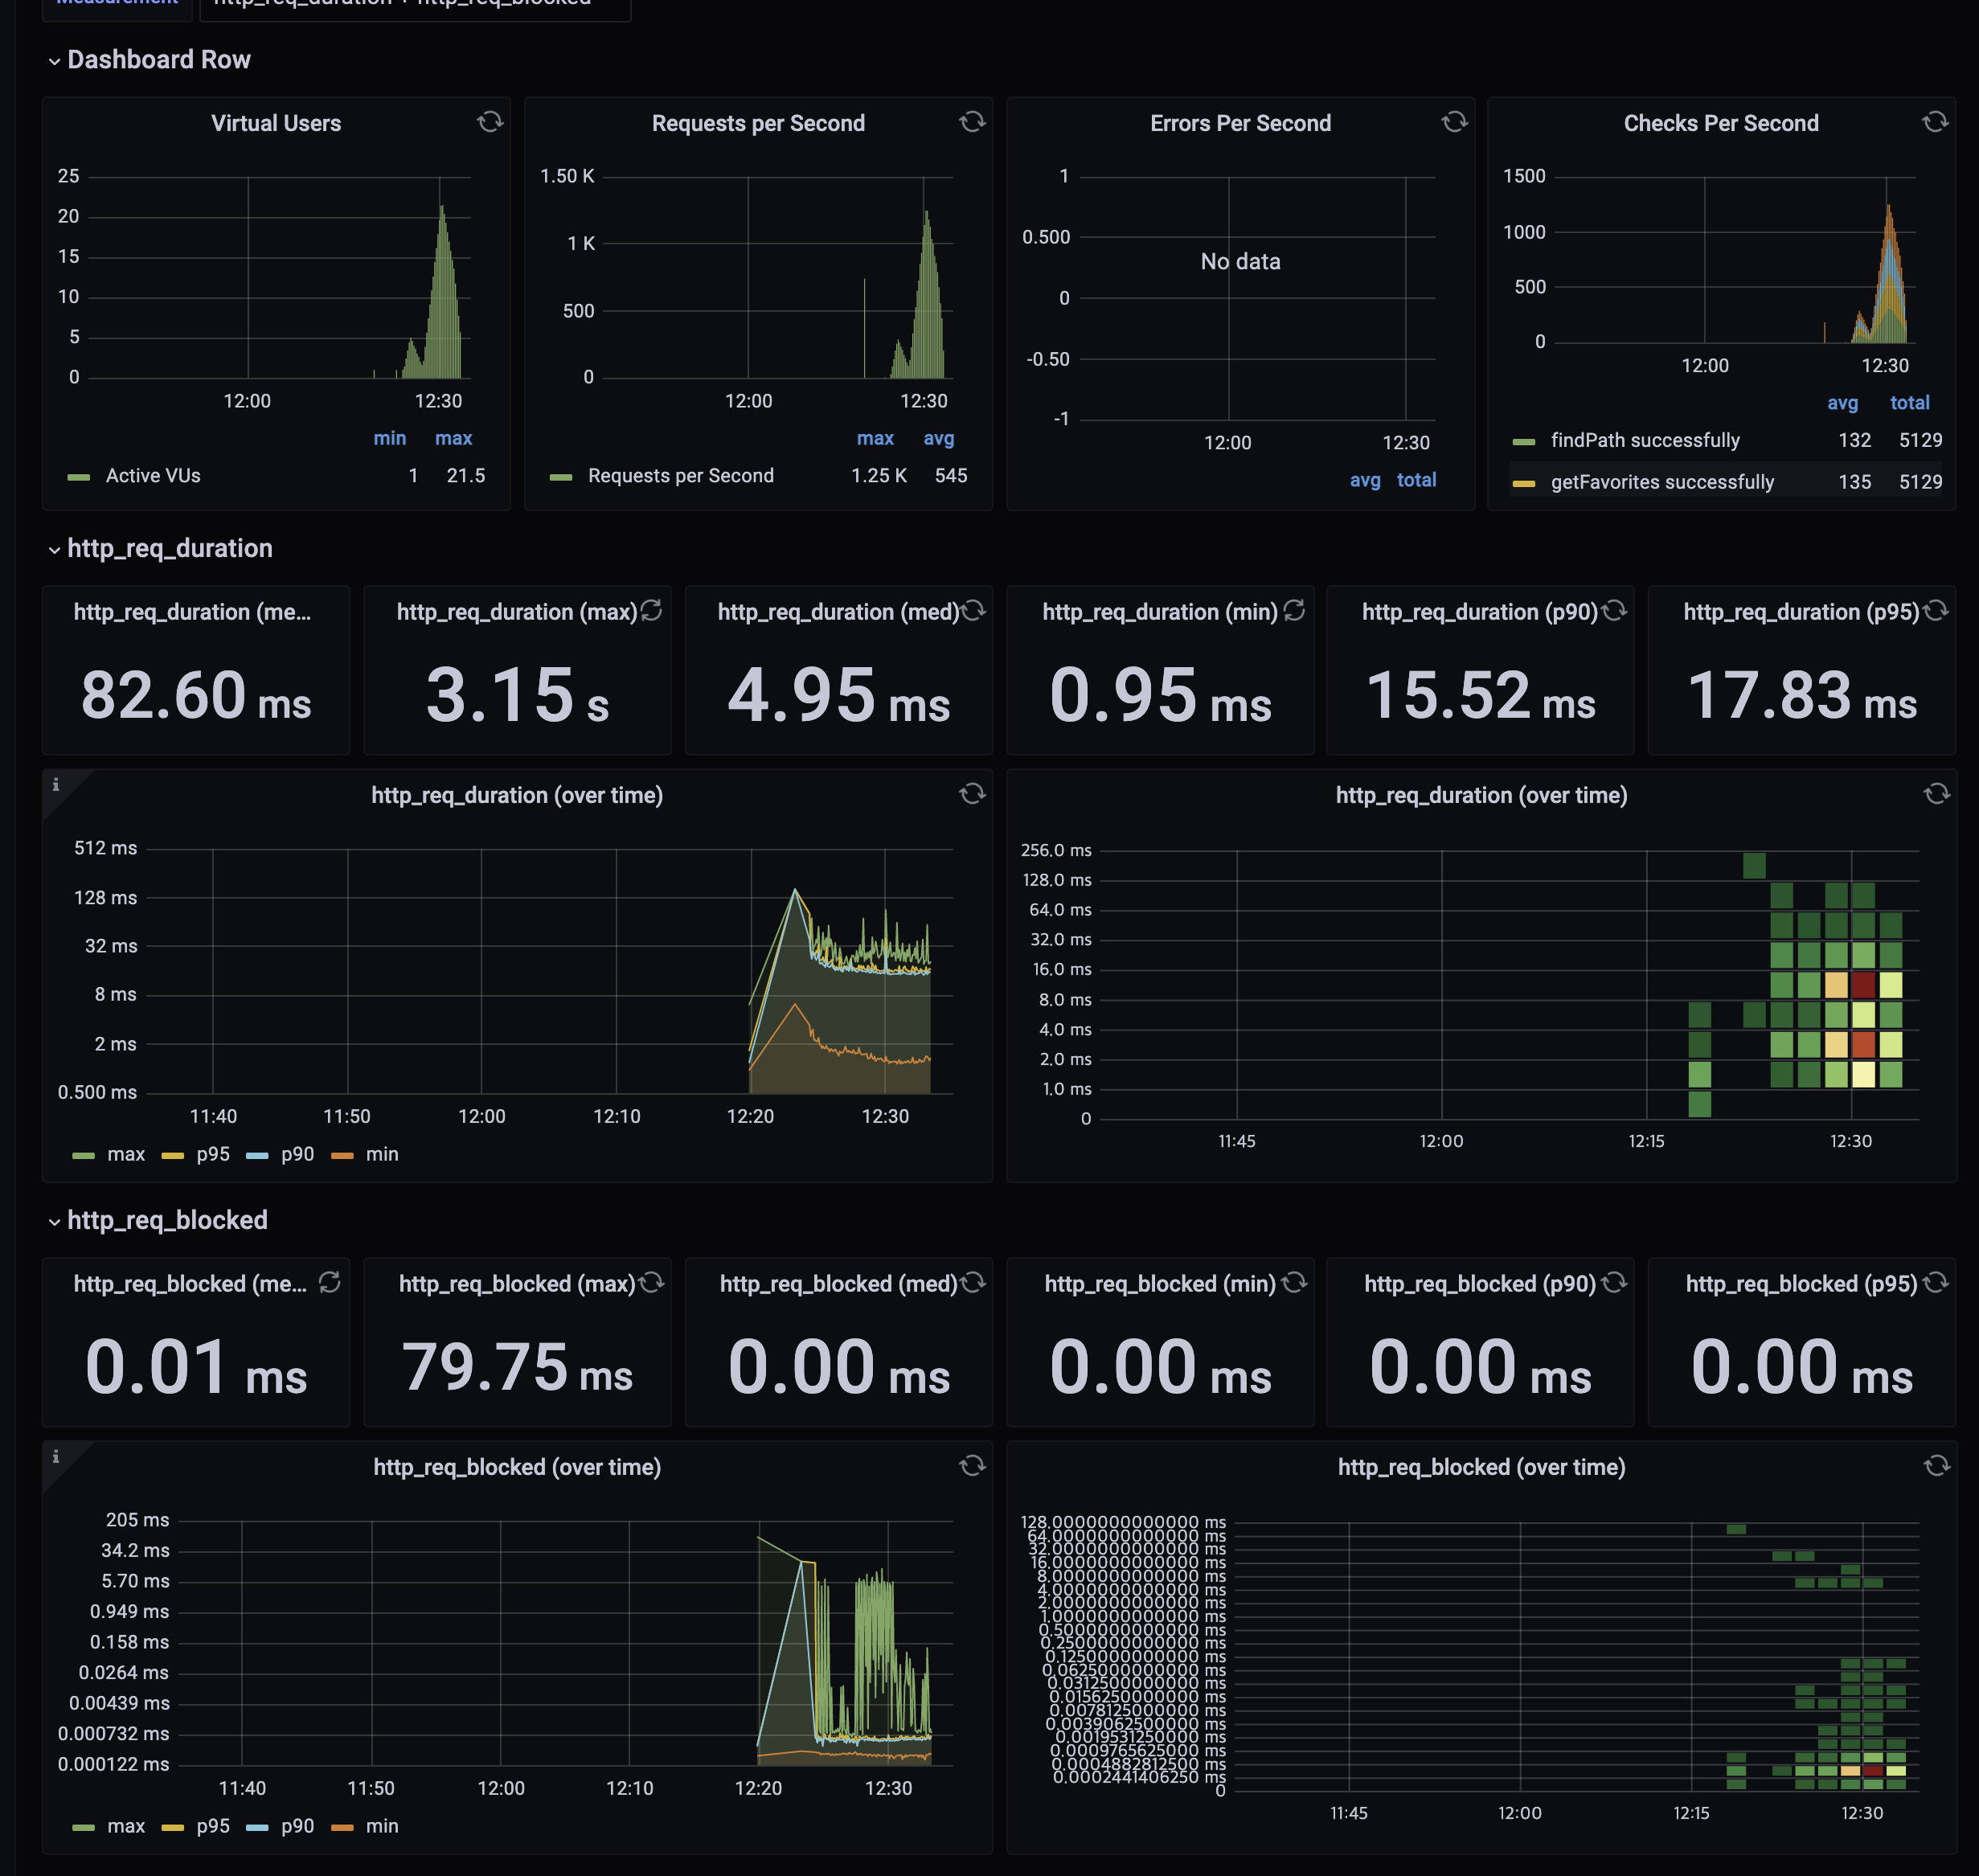 Measurement http_req_duration + http_req_blocked
Dashboard Row
Virtual Users
25
20
15
10
5
0
12:00 12:30
min max
Active VUs 1 21.5
Requests per Second
1.50 K
1 K
500
0
12:00 12:30
max avg
Requests per Second 1.25 K 545
Errors Per Second
1
0.500
0
-0.50
-1
No data
12:00 12:30
avg total
Checks Per Second
1500
1000
500
0
12:00 12:30
avg total
findPath successfully 132 5129
getFavorites successfully 135 5129
http_req_duration
http_req_duration (me...
82.60 ms
http_req_duration (max)
3.15 s
http_req_duration (med)
4.95 ms
http_req_duration (min)
0.95 ms
http_req_duration (p90)
15.52 ms
http_req_duration (p95)
17.83 ms
i
http_req_duration (over time)
512 ms
128 ms
32 ms
8 ms
2 ms
0.500 ms
11:40 11:50 12:00 12:10 12:20 12:30
max p95 p90 min
http_req_duration (over time)
256.0 ms
128.0 ms
64.0 ms
32.0 ms
16.0 ms
8.0 ms
4.0 ms
2.0 ms
1.0 ms
0
11:45 12:00 12:15 12:30
http_req_blocked
http_req_blocked (me...
0.01 ms
http_req_blocked (max)
79.75 ms
http_req_blocked (med)
0.00 ms
http_req_blocked (min)
0.00 ms
http_req_blocked (p90)
0.00 ms
http_req_blocked (p95)
0.00 ms
i
http_req_blocked (over time)
205 ms
34.2 ms
5.70 ms
0.949 ms
0.158 ms
0.0264 ms
0.00439 ms
0.000732 ms
0.000122 ms
11:40 11:50 12:00 12:10 12:20 12:30
max p95 p90 min
http_req_blocked (over time)
128.00000000000000 ms
64.00000000000000 ms
32.00000000000000 ms
16.00000000000000 ms
8.00000000000000 ms
4.00000000000000 ms
2.00000000000000 ms
1.00000000000000 ms
0.50000000000000 ms
0.25000000000000 ms
0.12500000000000 ms
0.06250000000000 ms
0.03125000000000 ms
0.0156250000000 ms
0.0078125000000 ms
0.0039062500000 ms
0.0019531250000 ms
0.0009765625000 ms
0.0004882812500 ms
0.0002441406250 ms
0
11:45 12:00 12:15 12:30